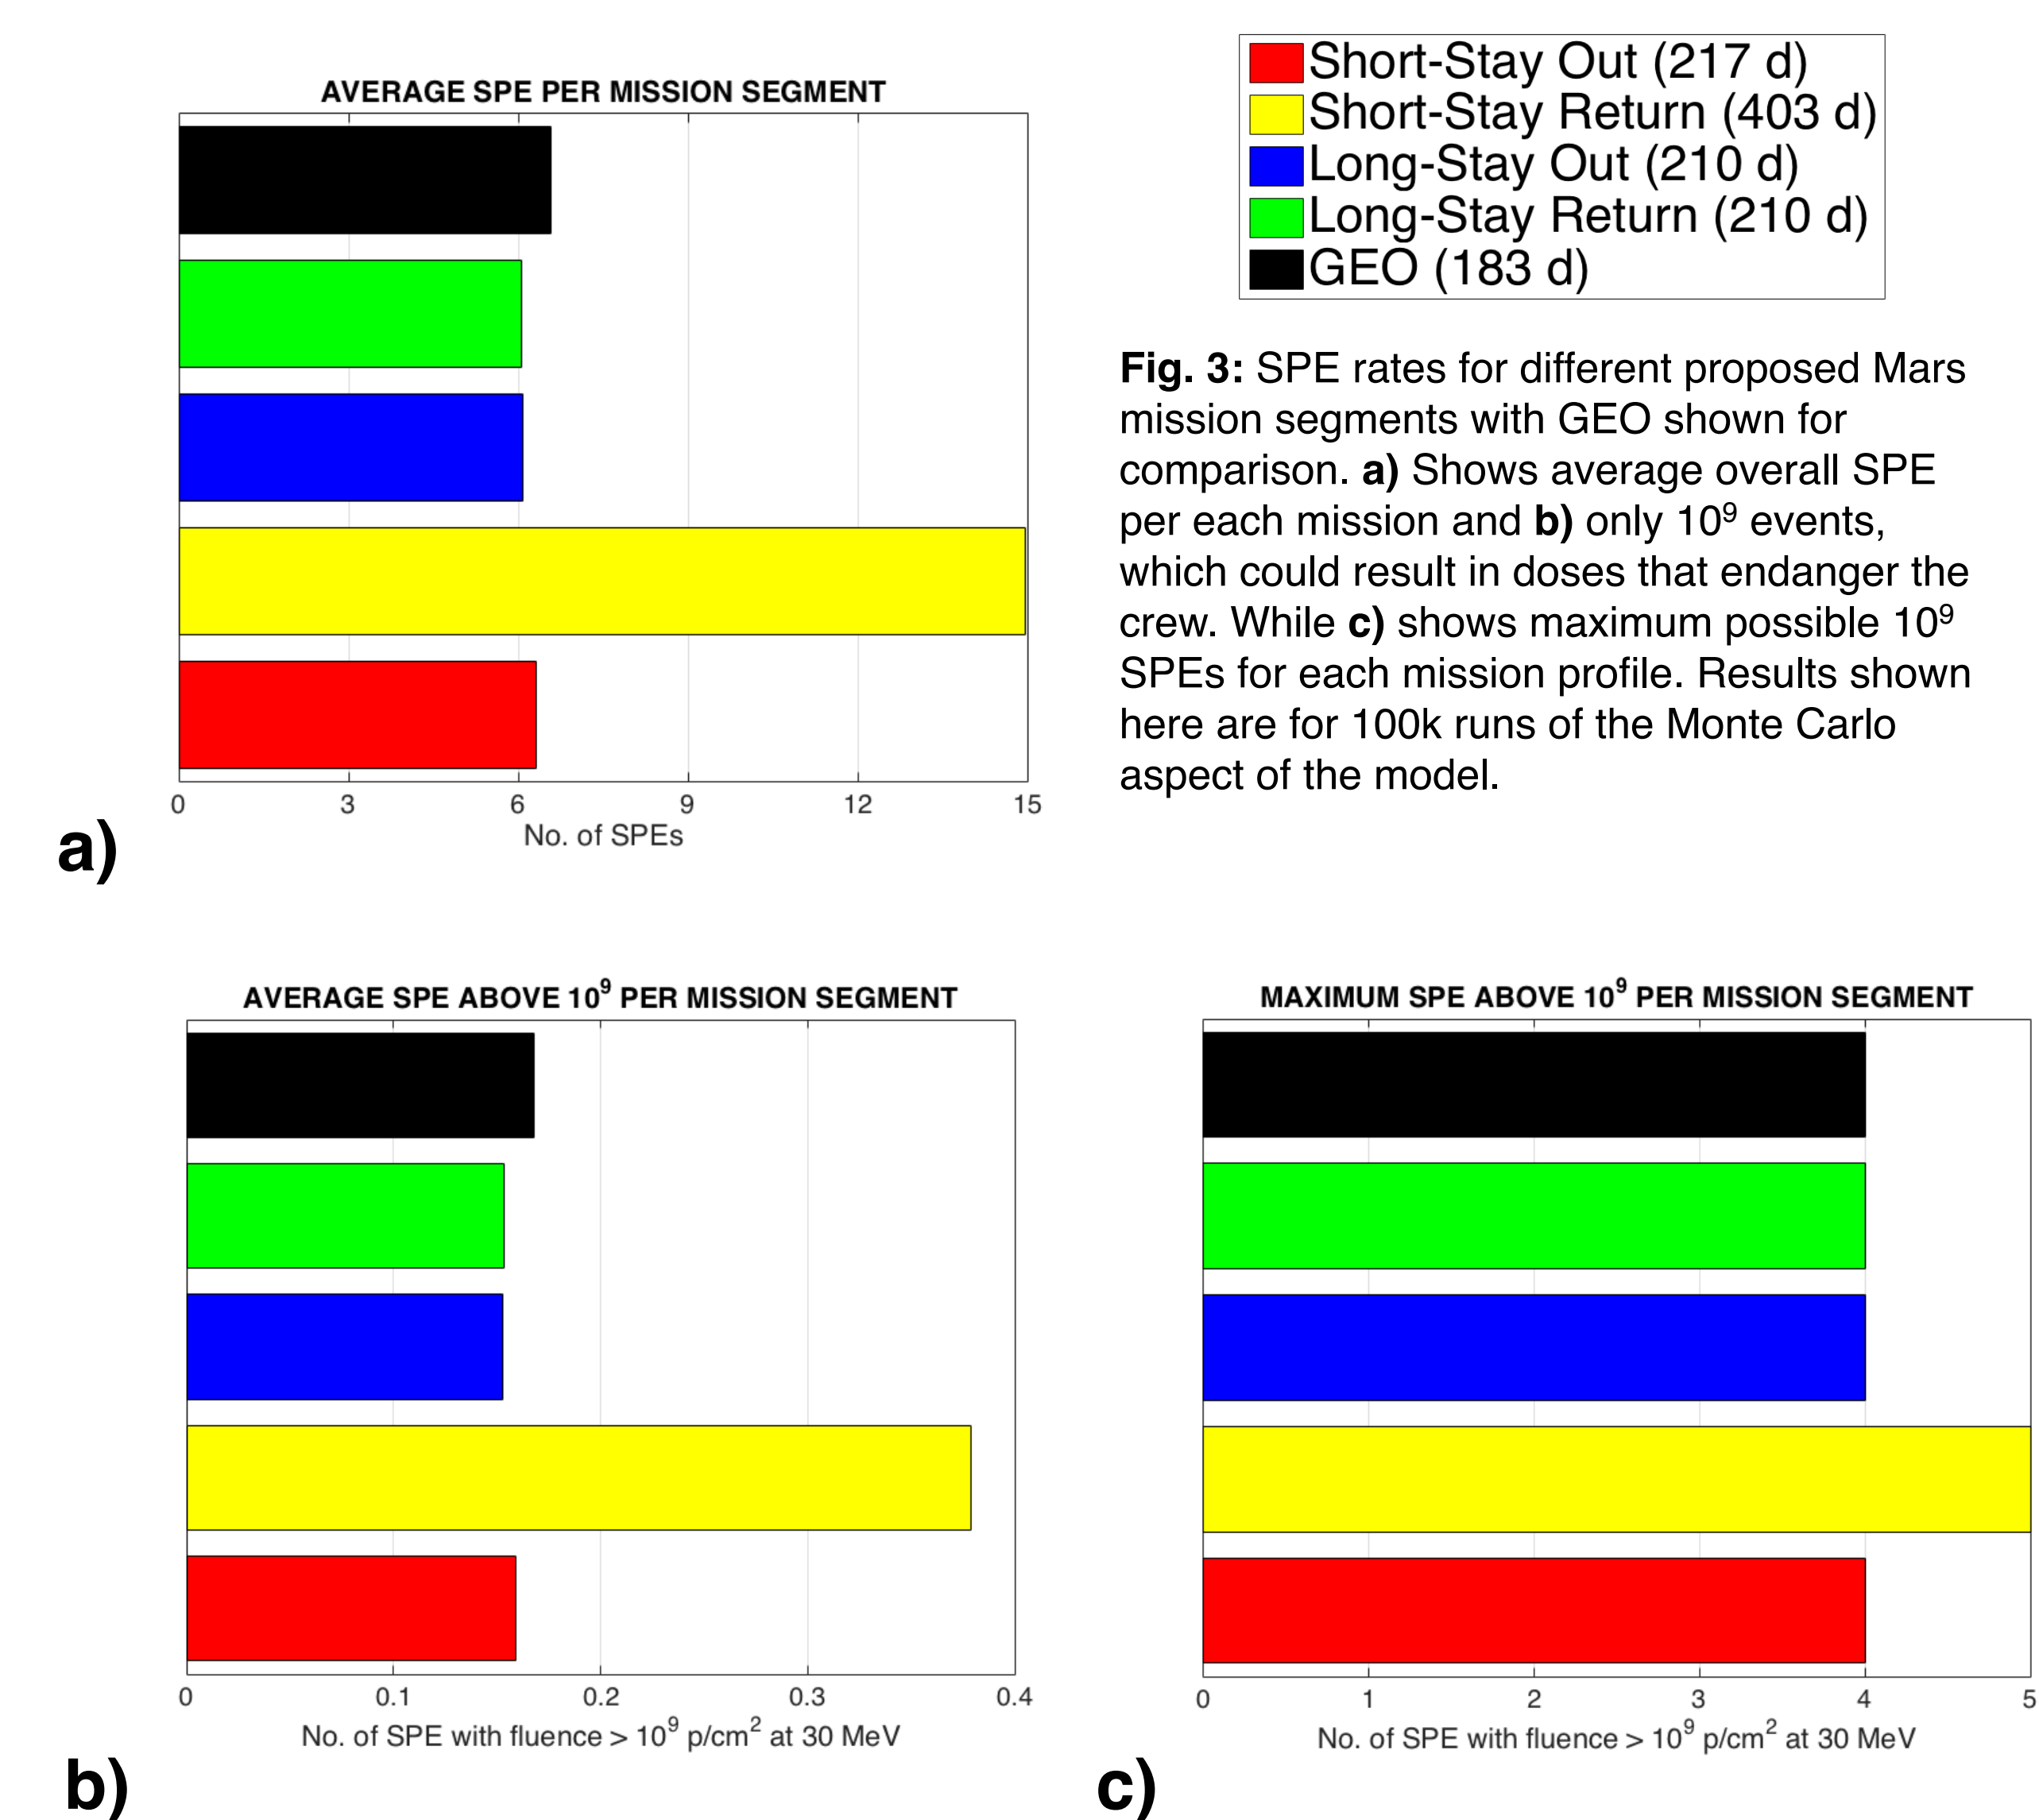 AVERAGE SPE PER MISSION SEGMENT
0 3 6 9 12 15
No. of SPEs
a)
Short-Stay Out (217 d)
Short-Stay Return (403 d)
Long-Stay Out (210 d)
Long-Stay Return (210 d)
GEO (183 d)
Fig. 3: SPE rates for different proposed Mars
mission segments with GEO shown for
comparison. a) Shows average overall SPE
per each mission and b) only 10⁹ events,
which could result in doses that endanger the
crew. While c) shows maximum possible 10⁹
SPEs for each mission profile. Results shown
here are for 100k runs of the Monte Carlo
aspect of the model.
AVERAGE SPE ABOVE 10⁹ PER MISSION SEGMENT
0 0.1 0.2 0.3 0.4
No. of SPE with fluence > 10⁹ p/cm² at 30 MeV
b)
MAXIMUM SPE ABOVE 10⁹ PER MISSION SEGMENT
0 1 2 3 4 5
No. of SPE with fluence > 10⁹ p/cm² at 30 MeV
c)